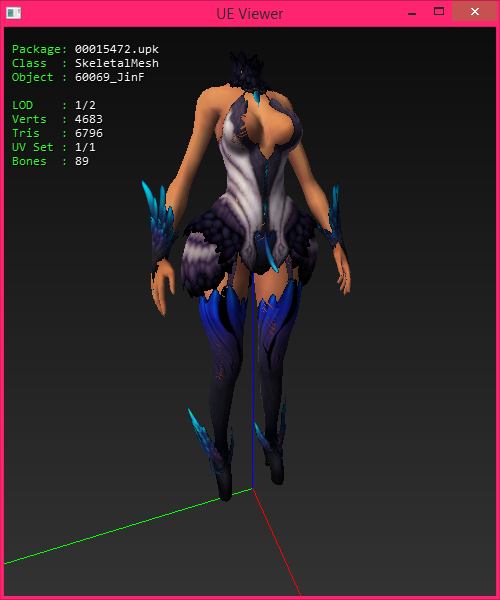 UE Viewer
Package: 00015472.upk
Class : SkeletalMesh
Object : 60069_JinF
LOD : 1/2
Verts : 4683
Tris : 6796
UV Set : 1/1
Bones : 89